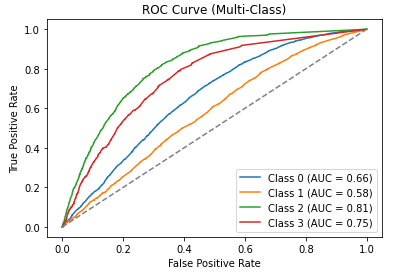 ROC Curve (Multi-Class)
1.0
0.8
0.6
0.4
0.2
0.0
True Positive Rate
Class 0 (AUC = 0.66)
Class 1 (AUC = 0.58)
Class 2 (AUC = 0.81)
Class 3 (AUC = 0.75)
0.0 0.2 0.4 0.6 0.8 1.0
False Positive Rate